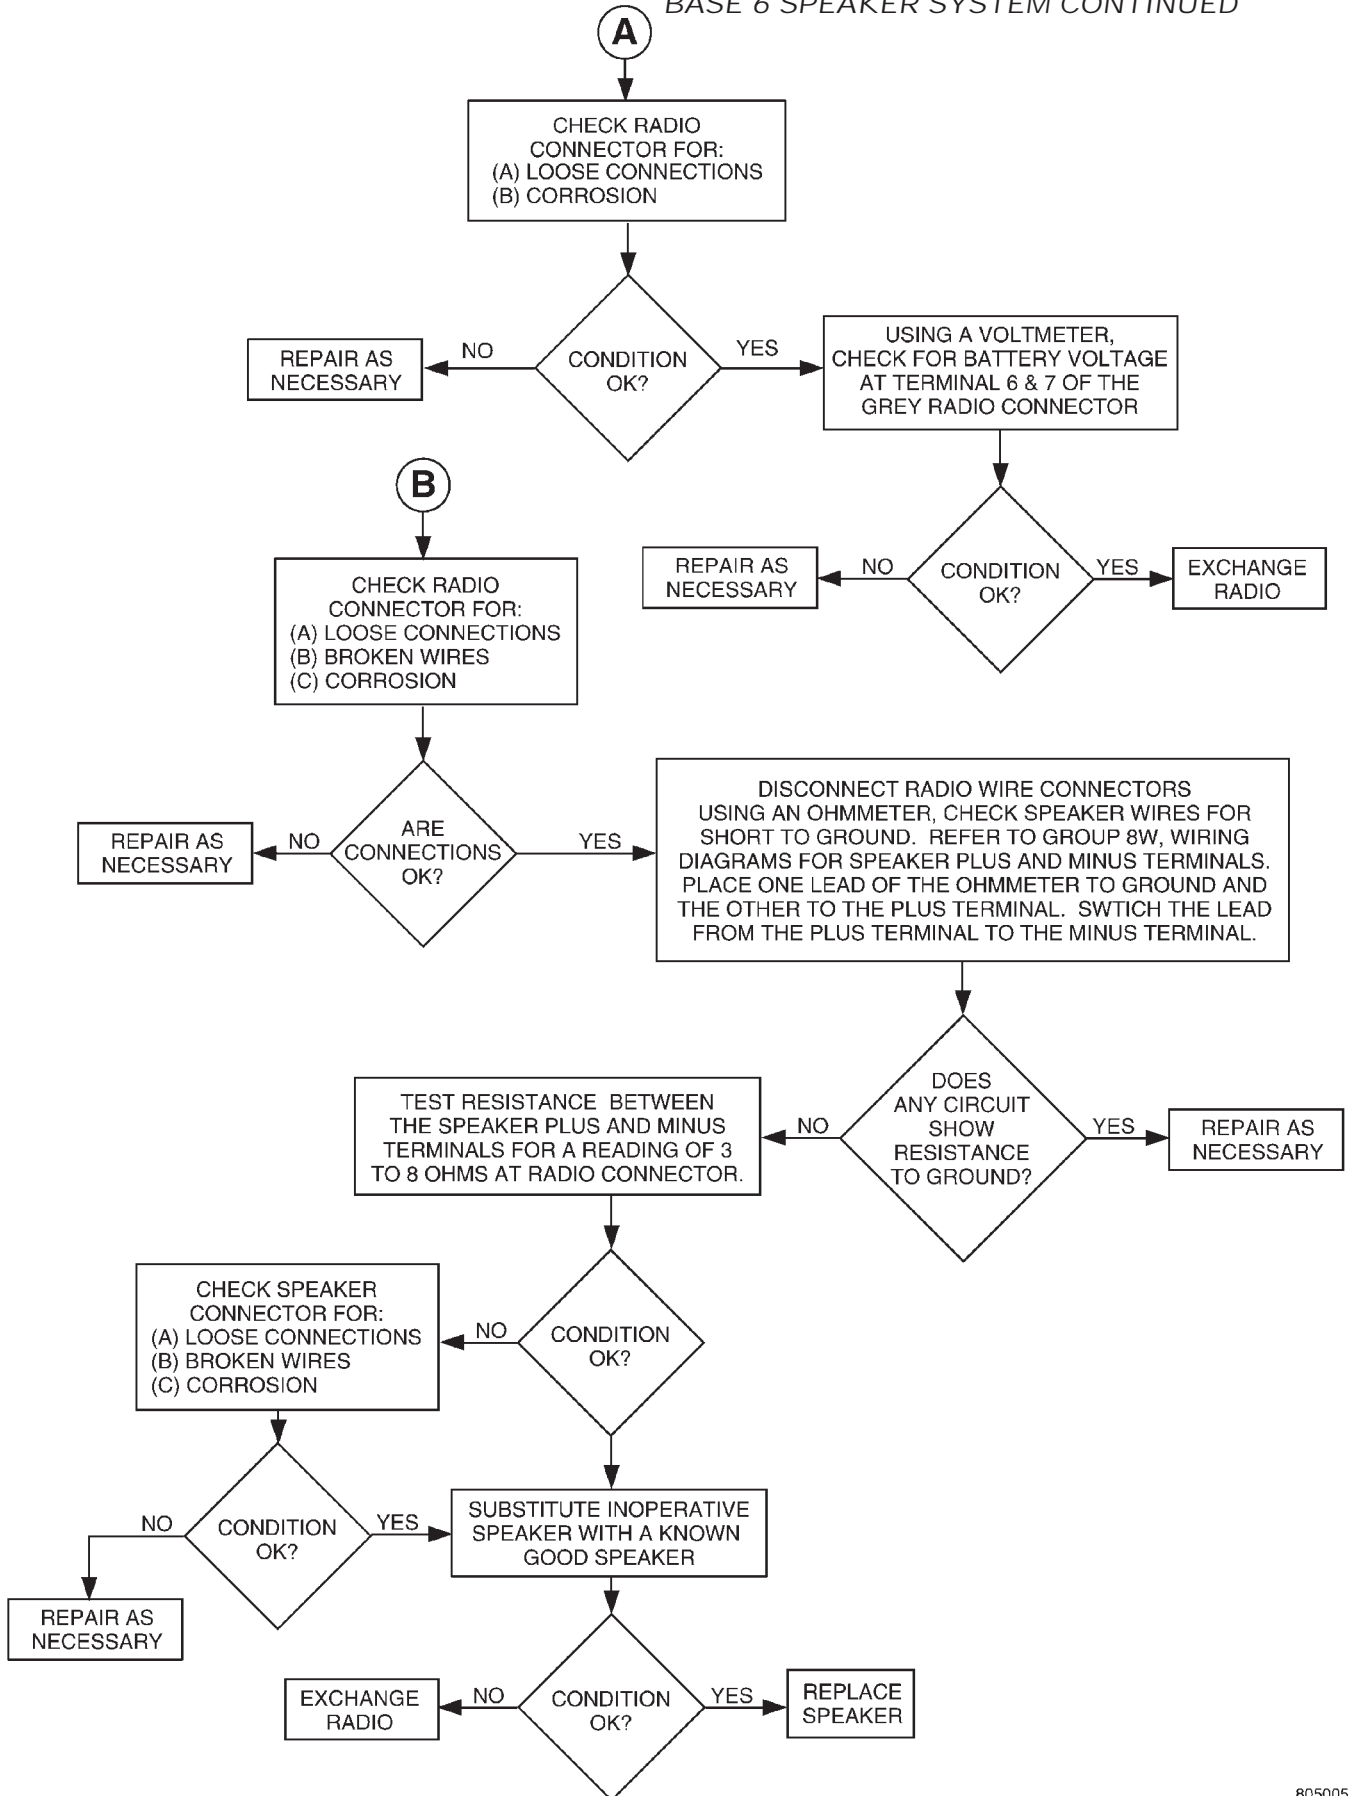 BASE 6 SPEAKER SYSTEM CONTINUED
A
CHECK RADIO
CONNECTOR FOR:
(A) LOOSE CONNECTIONS
(B) CORROSION
REPAIR AS
NECESSARY
NO
CONDITION
OK?
YES
USING A VOLTMETER,
CHECK FOR BATTERY VOLTAGE
AT TERMINAL 6 & 7 OF THE
GREY RADIO CONNECTOR
REPAIR AS
NECESSARY
NO
CONDITION
OK?
YES
EXCHANGE
RADIO
B
CHECK RADIO
CONNECTOR FOR:
(A) LOOSE CONNECTIONS
(B) BROKEN WIRES
(C) CORROSION
REPAIR AS
NECESSARY
NO
ARE
CONNECTIONS
OK?
YES
DISCONNECT RADIO WIRE CONNECTORS
USING AN OHMMETER, CHECK SPEAKER WIRES FOR
SHORT TO GROUND. REFER TO GROUP 8W, WIRING
DIAGRAMS FOR SPEAKER PLUS AND MINUS TERMINALS.
PLACE ONE LEAD OF THE OHMMETER TO GROUND AND
THE OTHER TO THE PLUS TERMINAL. SWTICH THE LEAD
FROM THE PLUS TERMINAL TO THE MINUS TERMINAL.
DOES
ANY CIRCUIT
SHOW
RESISTANCE
TO GROUND?
YES
REPAIR AS
NECESSARY
NO
TEST RESISTANCE BETWEEN
THE SPEAKER PLUS AND MINUS
TERMINALS FOR A READING OF 3
TO 8 OHMS AT RADIO CONNECTOR.
CONDITION
OK?
NO
CHECK SPEAKER
CONNECTOR FOR:
(A) LOOSE CONNECTIONS
(B) BROKEN WIRES
(C) CORROSION
NO
CONDITION
OK?
YES
SUBSTITUTE INOPERATIVE
SPEAKER WITH A KNOWN
GOOD SPEAKER
REPAIR AS
NECESSARY
EXCHANGE
RADIO
NO
CONDITION
OK?
YES
REPLACE
SPEAKER
805005